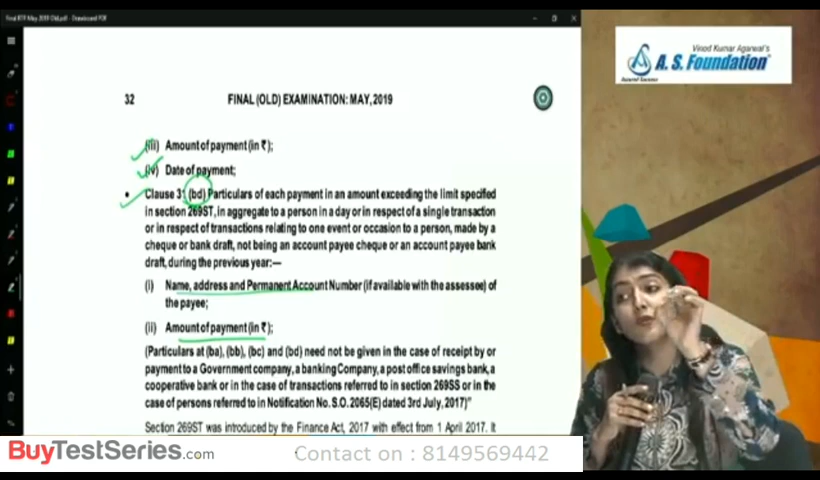 Final RTP May 2019 Old.pdf - Drawboard PDF
Vinod Kumar Agarwal's
A. S. Foundation
32
FINAL (OLD) EXAMINATION: MAY, 2019
(iii) Amount of payment (in ₹);
(iv) Date of payment;
• Clause 31 (bd) Particulars of each payment in an amount exceeding the limit specified
in section 269ST, in aggregate to a person in a day or in respect of a single transaction
or in respect of transactions relating to one event or occasion to a person, made by a
cheque or bank draft, not being an account payee cheque or an account payee bank
draft, during the previous year:—
(i) Name, address and Permanent Account Number (if available with the assessee) of
the payee;
(ii) Amount of payment (in ₹);
(Particulars at (ba), (bb), (bc) and (bd) need not be given in the case of receipt by or
payment to a Government company, a banking Company, a post office savings bank, a
cooperative bank or in the case of transactions referred to in section 269SS or in the
case of persons referred to in Notification No. S.O. 2065(E) dated 3rd July, 2017)"
Section 269ST was introduced by the Finance Act, 2017 with effect from 1 April 2017. It
BuyTestSeries.com
Contact on : 8149569442